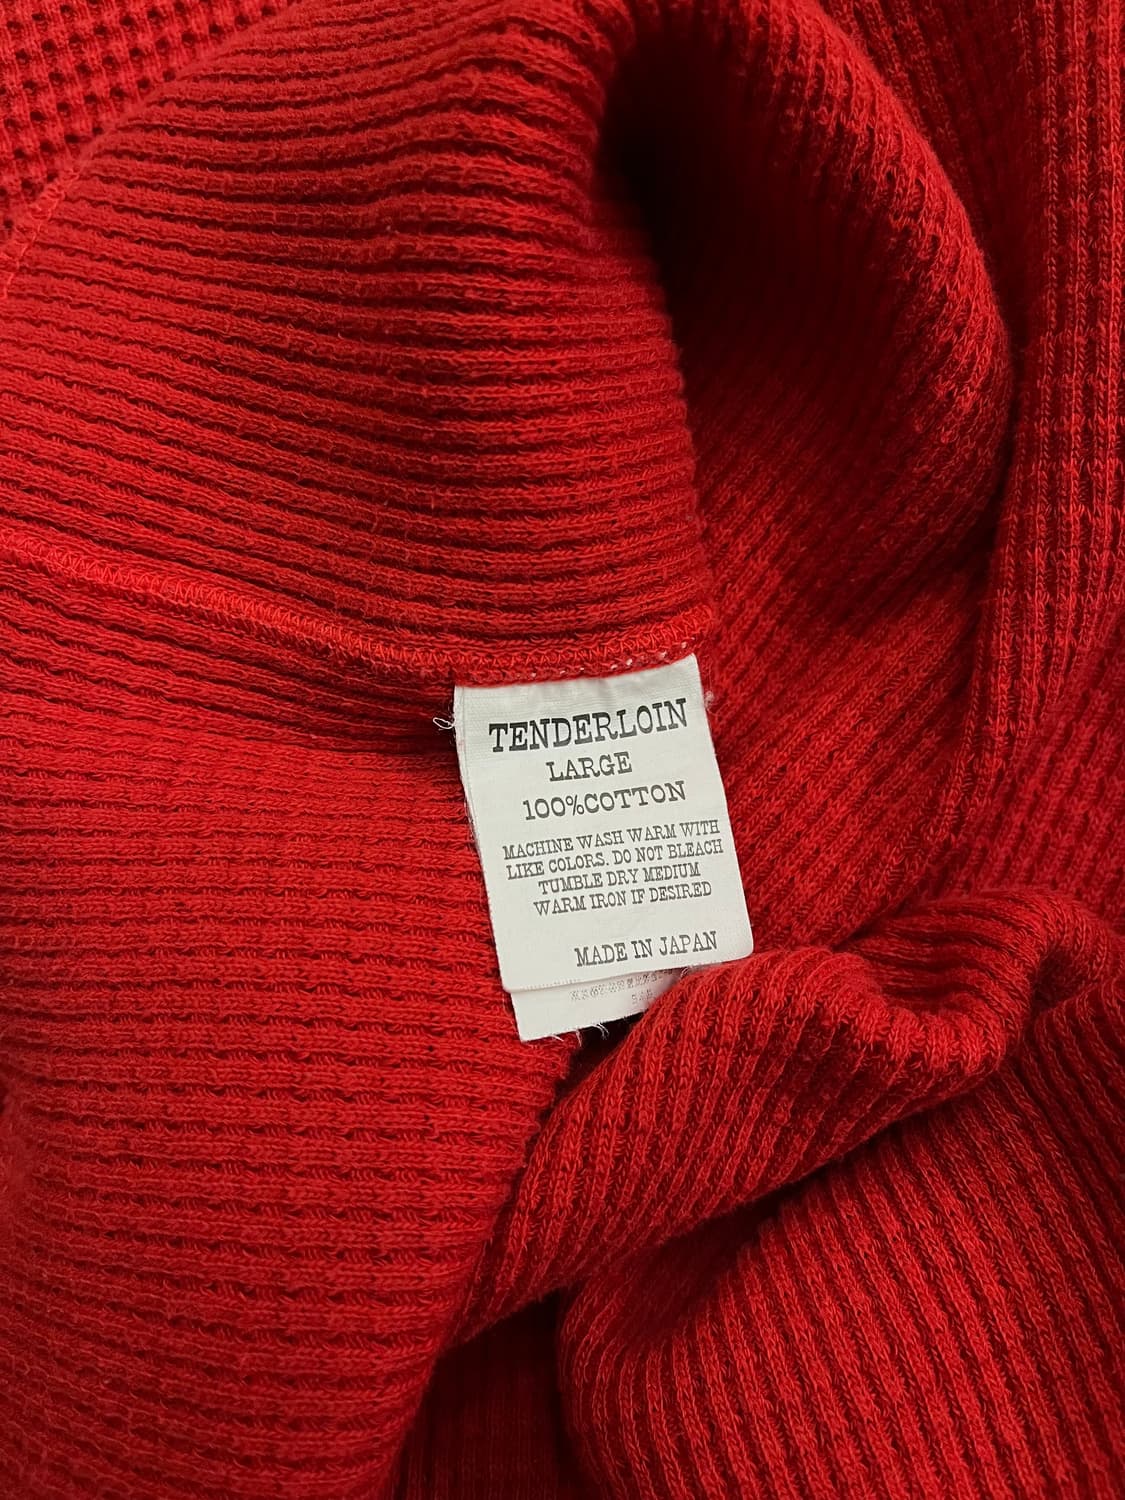 TENDERLOIN
LARGE
100%COTTON
MACHINE WASH WARM WITH
LIKE COLORS. DO NOT BLEACH
TUMBLE DRY MEDIUM
WARM IRON IF DESIRED
MADE IN JAPAN